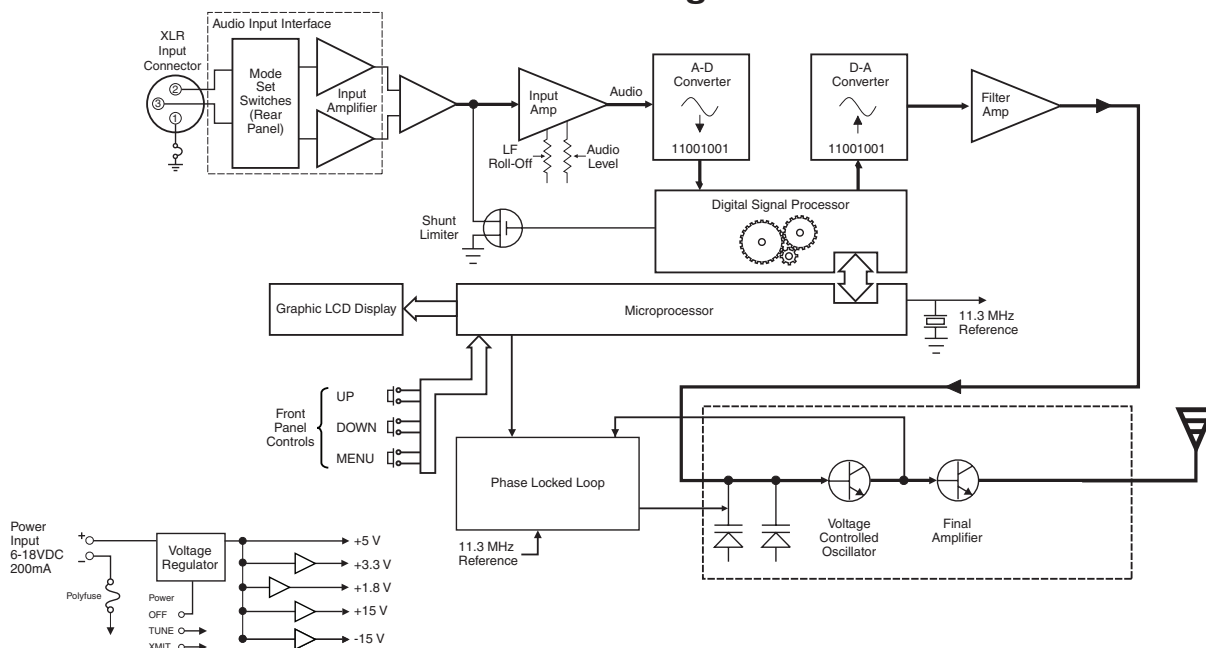 g
Audio Input Interface
XLR
Input
Connector
2
3
1
Mode
Set
Switches
(Rear
Panel)
Input
Amplifier
Input
Amp
LF
Roll-Off
Audio
Level
Audio
A-D
Converter
11001001
D-A
Converter
11001001
Filter
Amp
Shunt
Limiter
Digital Signal Processor
Graphic LCD Display
Microprocessor
11.3 MHz
Reference
Front
Panel
Controls
UP
DOWN
MENU
Phase Locked Loop
11.3 MHz
Reference
Voltage
Controlled
Oscillator
Final
Amplifier
Power
Input
6-18VDC
200mA
+
–
Polyfuse
Voltage
Regulator
Power
OFF
TUNE
XMIT
+5 V
+3.3 V
+1.8 V
+15 V
-15 V